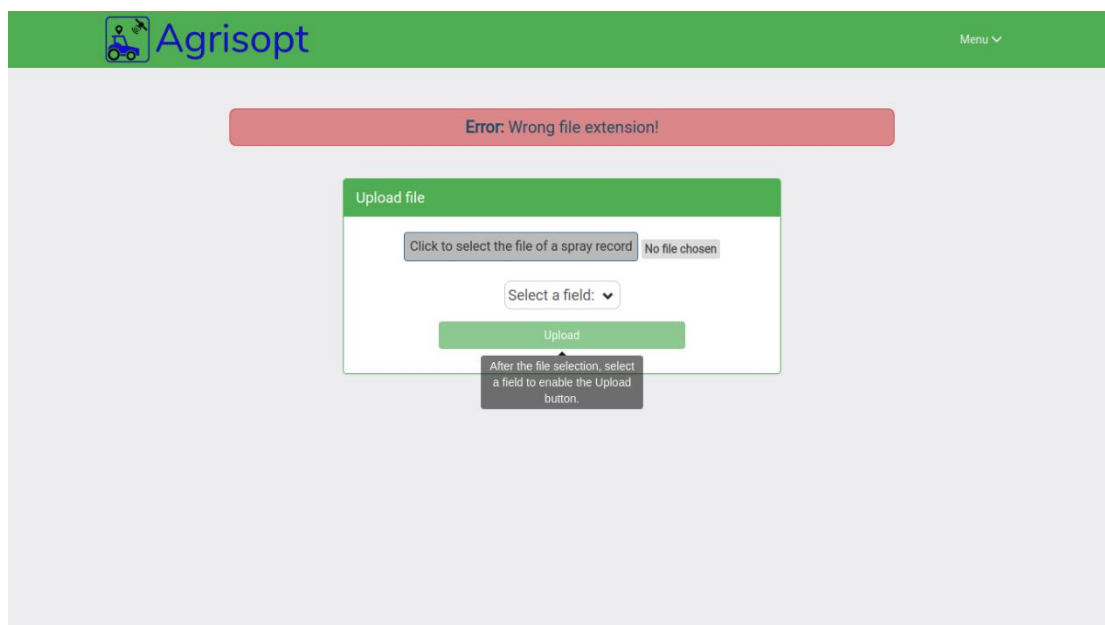 Agrisopt
Menu
Error: Wrong file extension!
Upload file
Click to select the file of a spray record
No file chosen
Select a field:
Upload
After the file selection, select
a field to enable the Upload
button.